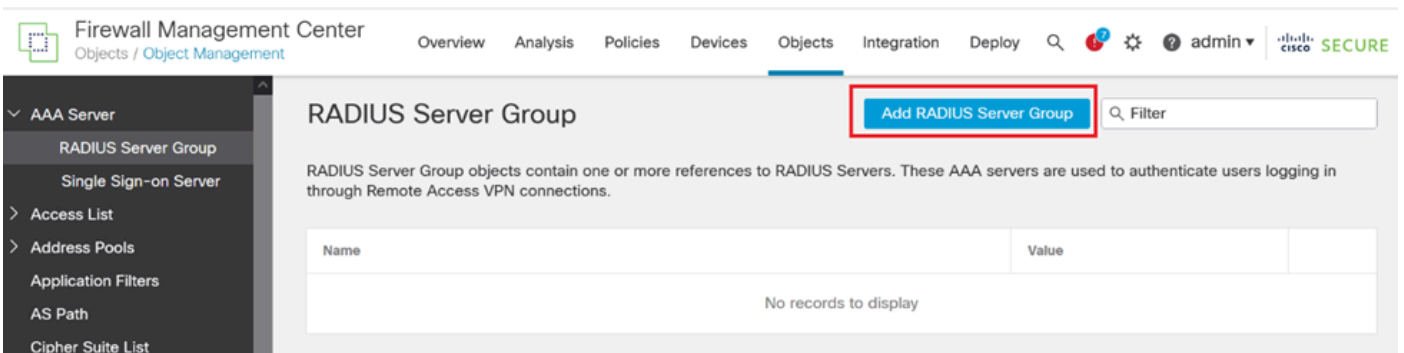 Firewall Management Center
Objects / Object Management
Overview Analysis Policies Devices Objects Integration Deploy 7 admin cisco SECURE
AAA Server
RADIUS Server Group
Single Sign-on Server
Access List
Address Pools
Application Filters
AS Path
Cipher Suite List
RADIUS Server Group
Add RADIUS Server Group
Filter
RADIUS Server Group objects contain one or more references to RADIUS Servers. These AAA servers are used to authenticate users logging in
through Remote Access VPN connections.
Name Value
No records to display